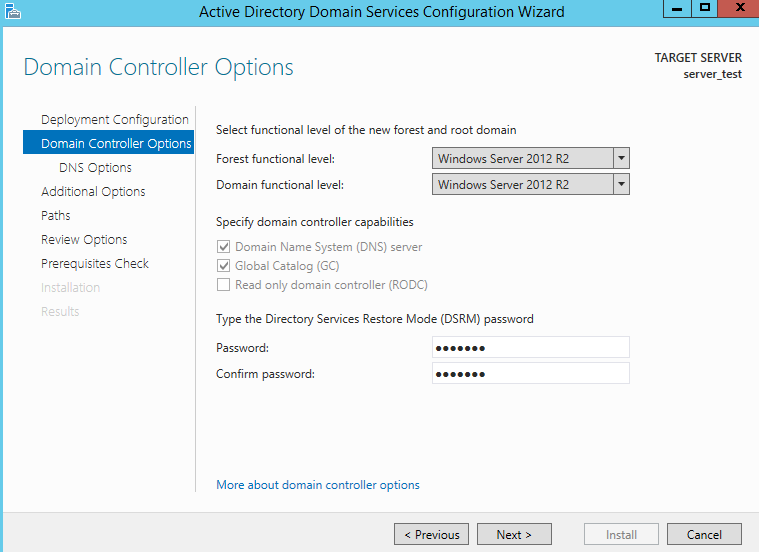 Active Directory Domain Services Configuration Wizard
Domain Controller Options
TARGET SERVER
server_test
Deployment Configuration
Domain Controller Options
DNS Options
Additional Options
Paths
Review Options
Prerequisites Check
Installation
Results
Select functional level of the new forest and root domain
Forest functional level: Windows Server 2012 R2
Domain functional level: Windows Server 2012 R2
Specify domain controller capabilities
Domain Name System (DNS) server
Global Catalog (GC)
Read only domain controller (RODC)
Type the Directory Services Restore Mode (DSRM) password
Password: •••••••
Confirm password: •••••••
More about domain controller options
< Previous Next > Install Cancel